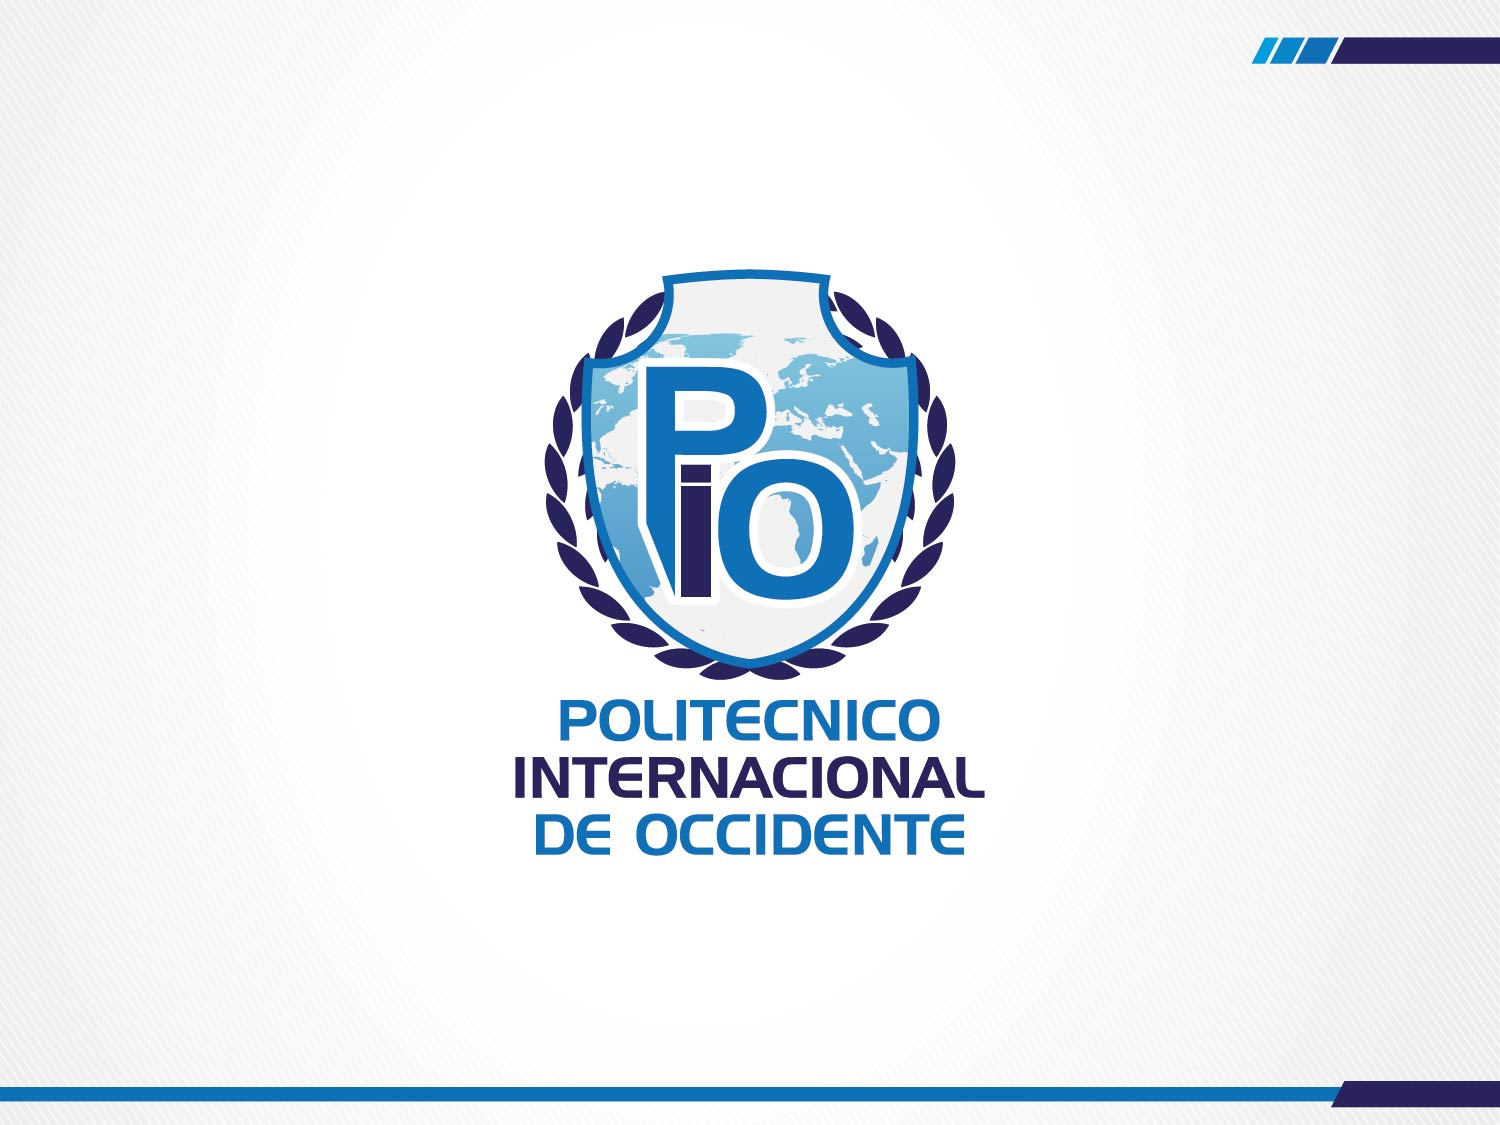 PiO
POLITECNICO
INTERNACIONAL
DE OCCIDENTE